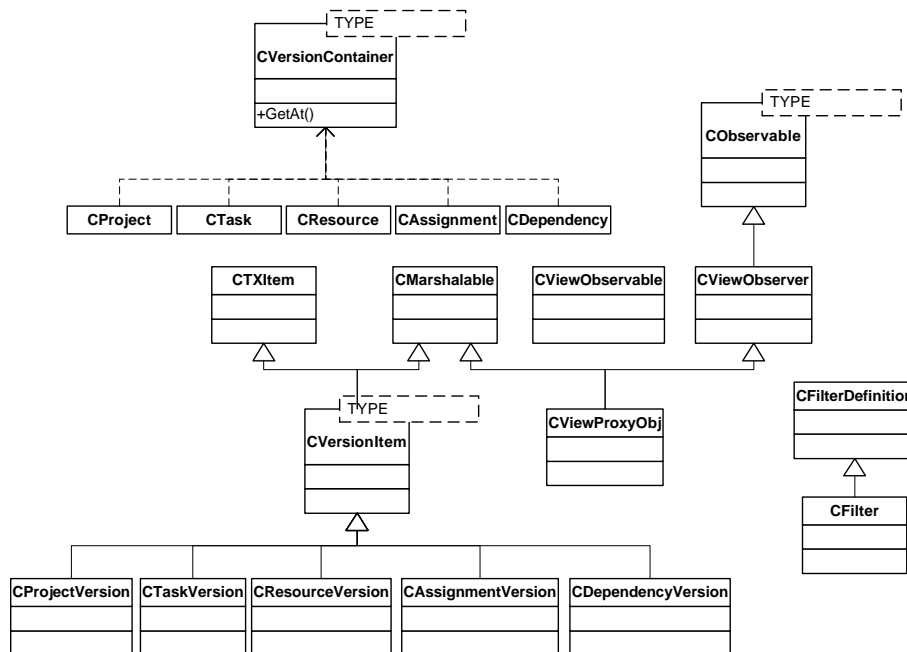 TYPE
CVersionContainer
+GetAt()
TYPE
CObservable
CProject
CTask
CResource
CAssignment
CDependency
CTXItem
CMarshalable
CViewObservable
CViewObserver
TYPE
CVersionItem
CViewProxyObj
CFilterDefinition
CFilter
CProjectVersion
CTaskVersion
CResourceVersion
CAssignmentVersion
CDependencyVersion